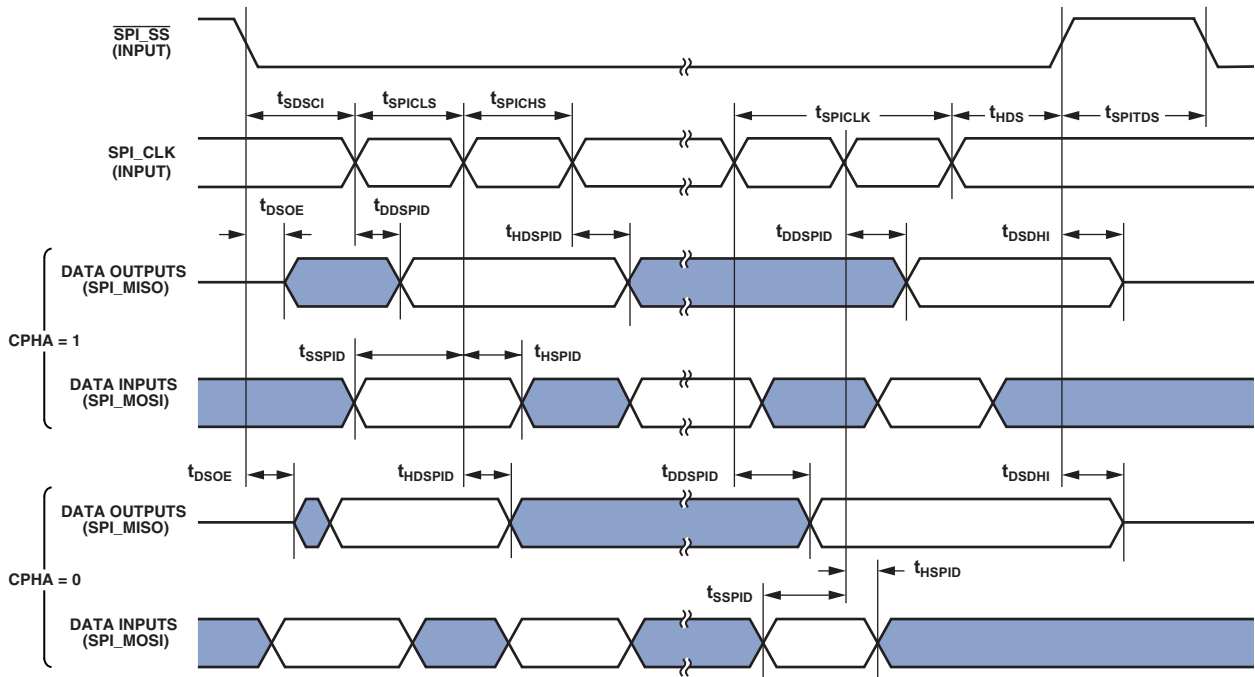 SPI_SS
(INPUT)
tSDSCI tSPICLS tSPICHS tSPICLK tHDS tSPITDS
SPI_CLK
(INPUT)
tDSOE tDDSPID tHDSPID tDDSPID tDSDHI
DATA OUTPUTS
(SPI_MISO)
CPHA = 1
tSSPID tHSPID
DATA INPUTS
(SPI_MOSI)
tDSOE tHDSPID tDDSPID tDSDHI
DATA OUTPUTS
(SPI_MISO)
CPHA = 0
tSSPID tHSPID
DATA INPUTS
(SPI_MOSI)